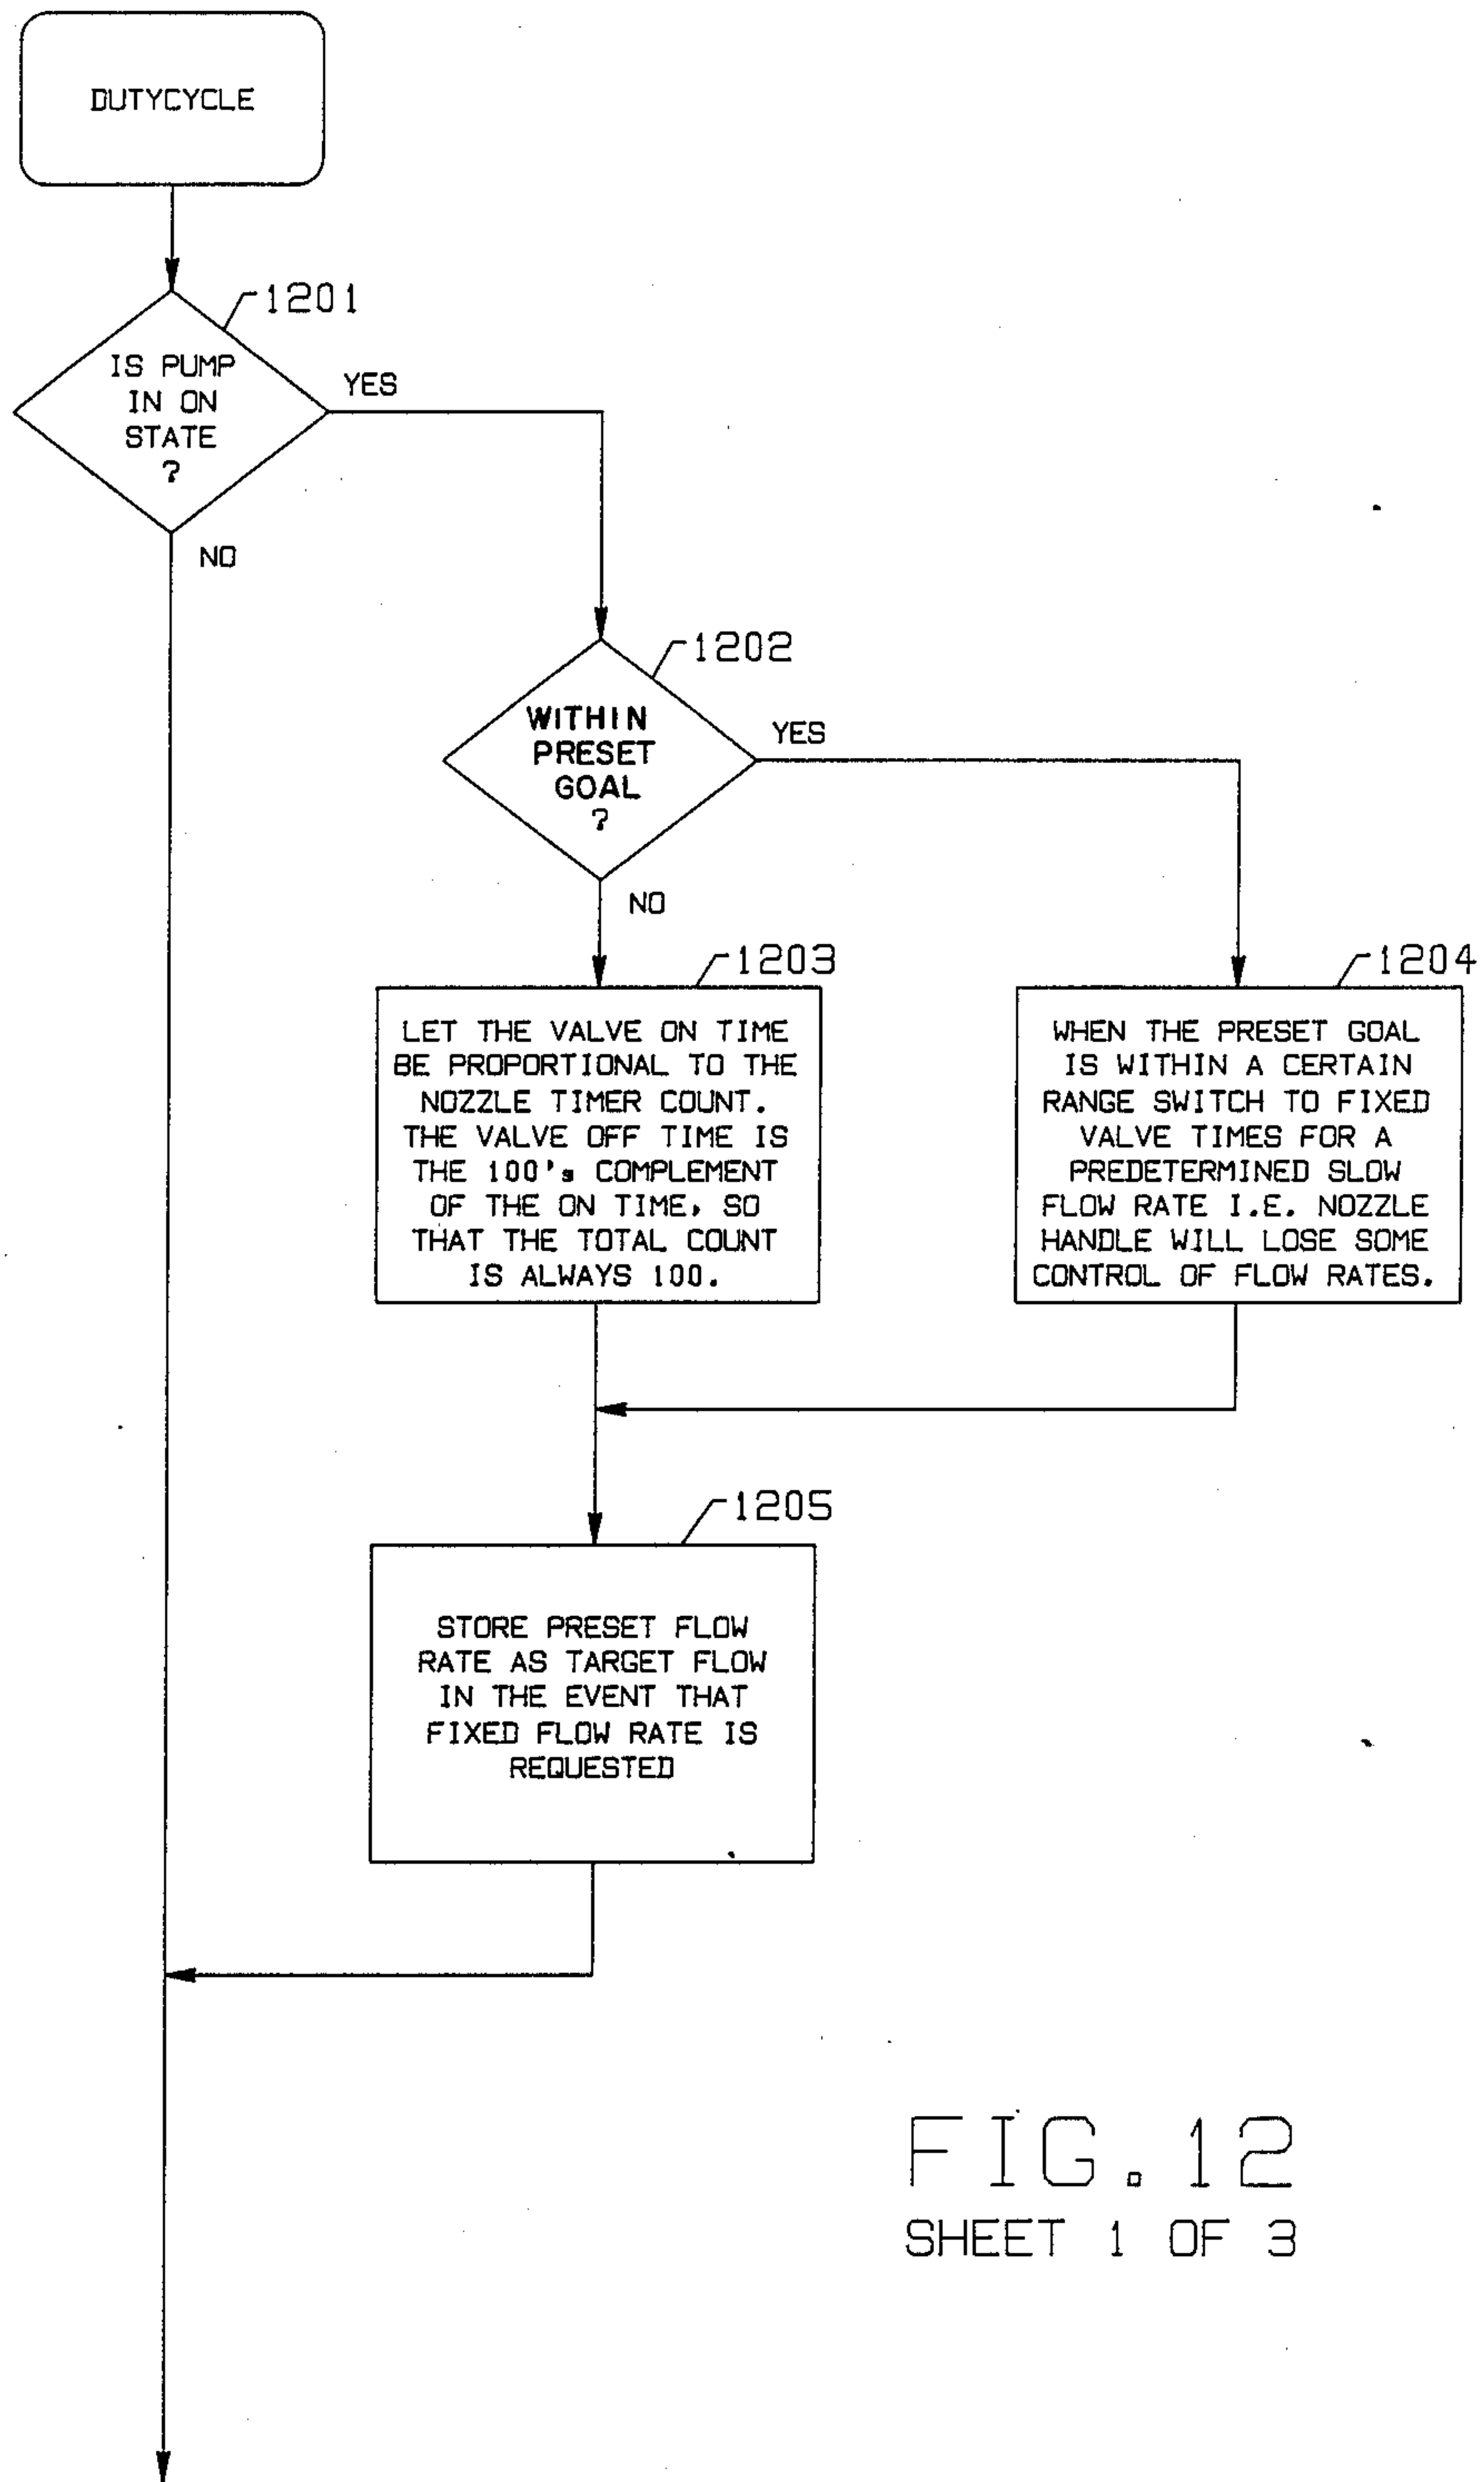 DUTYCYCLE
1201
IS PUMP
IN ON
STATE
?
YES
NO
1202
WITHIN
PRESET
GOAL
?
YES
NO
1203
LET THE VALVE ON TIME
BE PROPORTIONAL TO THE
NOZZLE TIMER COUNT.
THE VALVE OFF TIME IS
THE 100's COMPLEMENT
OF THE ON TIME, SO
THAT THE TOTAL COUNT
IS ALWAYS 100.
1204
WHEN THE PRESET GOAL
IS WITHIN A CERTAIN
RANGE SWITCH TO FIXED
VALVE TIMES FOR A
PREDETERMINED SLOW
FLOW RATE I.E. NOZZLE
HANDLE WILL LOSE SOME
CONTROL OF FLOW RATES.
1205
STORE PRESET FLOW
RATE AS TARGET FLOW
IN THE EVENT THAT
FIXED FLOW RATE IS
REQUESTED
FIG. 12
SHEET 1 OF 3